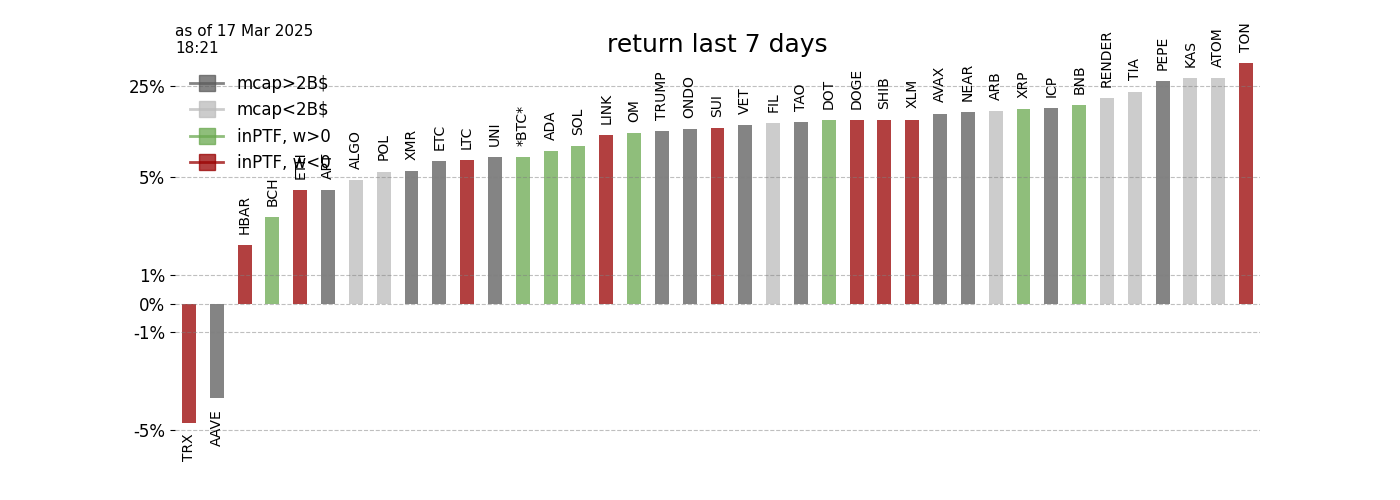 as of 17 Mar 2025
18:21
return last 7 days
mcap>2B$
mcap<2B$
inPTF, w>0
inPTF, w<0
25%
5%
1%
0%
-1%
-5%
TRX
AAVE
HBAR
BCH
ETH
APT
ALGO
POL
XMR
ETC
LTC
UNI
*BTC*
ADA
SOL
LINK
OM
TRUMP
ONDO
SUI
VET
FIL
TAO
DOT
DOGE
SHIB
XLM
AVAX
NEAR
ARB
XRP
ICP
BNB
RENDER
TIA
PEPE
KAS
ATOM
TON